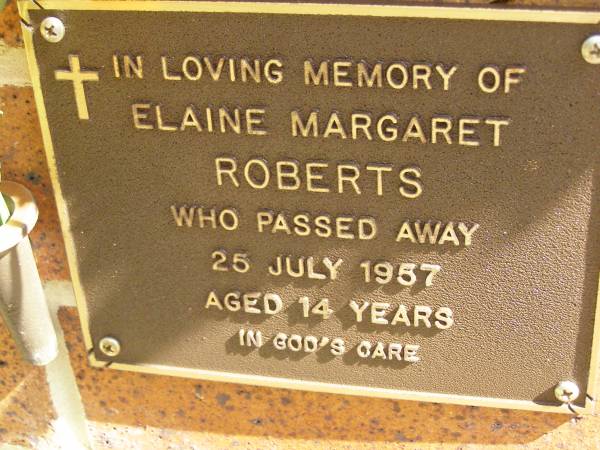 IN LOVING MEMORY OF
ELAINE MARGARET
ROBERTS
WHO PASSED AWAY
25 JULY 1957
AGED 14 YEARS
IN GOD'S CARE